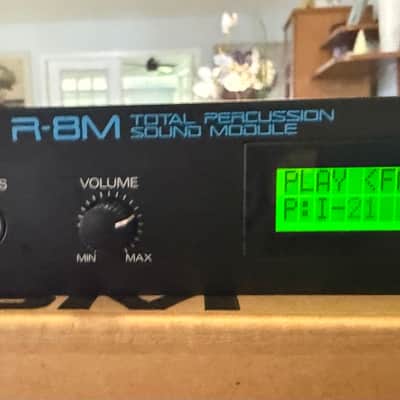 R-8M TOTAL PERCUSSION
SOUND MODULE
S VOLUME
MIN MAX
PLAY <F
P:I-21